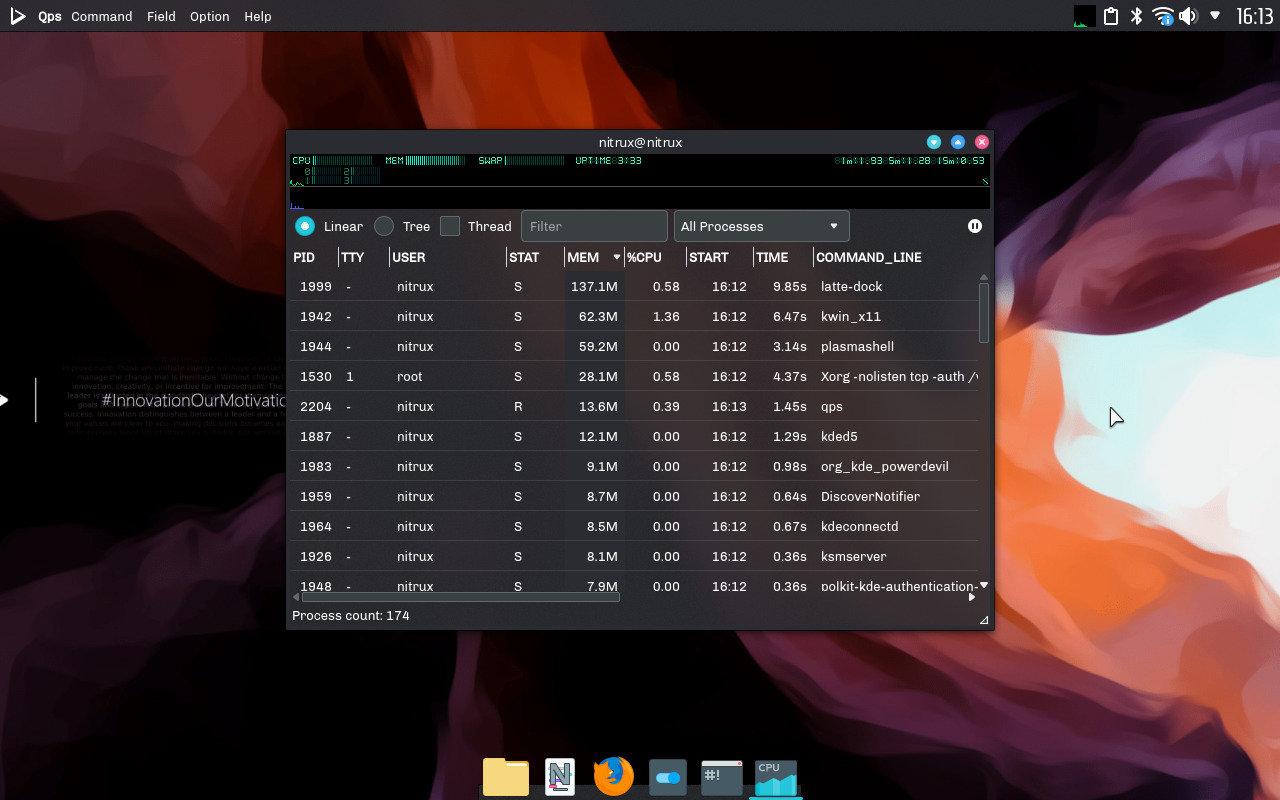 Qps Command Field Option Help 16:13
nitrux@nitrux
CPU MEM SWAP UPTIME 3:33
0 2
1 3
Linear Tree Thread Filter All Processes
PID TTY USER STAT MEM %CPU START TIME COMMAND_LINE
1999 - nitrux S 137.1M 0.58 16:12 9.85s latte-dock
1942 - nitrux S 62.3M 1.36 16:12 6.47s kwin_x11
1944 - nitrux S 59.2M 0.00 16:12 3.14s plasmashell
1530 1 root S 28.1M 0.58 16:12 4.37s Xorg -nolisten tcp -auth /v
2204 - nitrux R 13.6M 0.39 16:13 1.45s qps
1887 - nitrux S 12.1M 0.00 16:12 1.29s kded5
1983 - nitrux S 9.1M 0.00 16:12 0.98s org_kde_powerdevil
1959 - nitrux S 8.7M 0.00 16:12 0.64s DiscoverNotifier
1964 - nitrux S 8.5M 0.00 16:12 0.67s kdeconnectd
1926 - nitrux S 8.1M 0.00 16:12 0.36s ksmserver
1948 - nitrux S 7.9M 0.00 16:12 0.36s polkit-kde-authentication-
Process count: 174
#InnovationOurMotivatio
#!
CPU